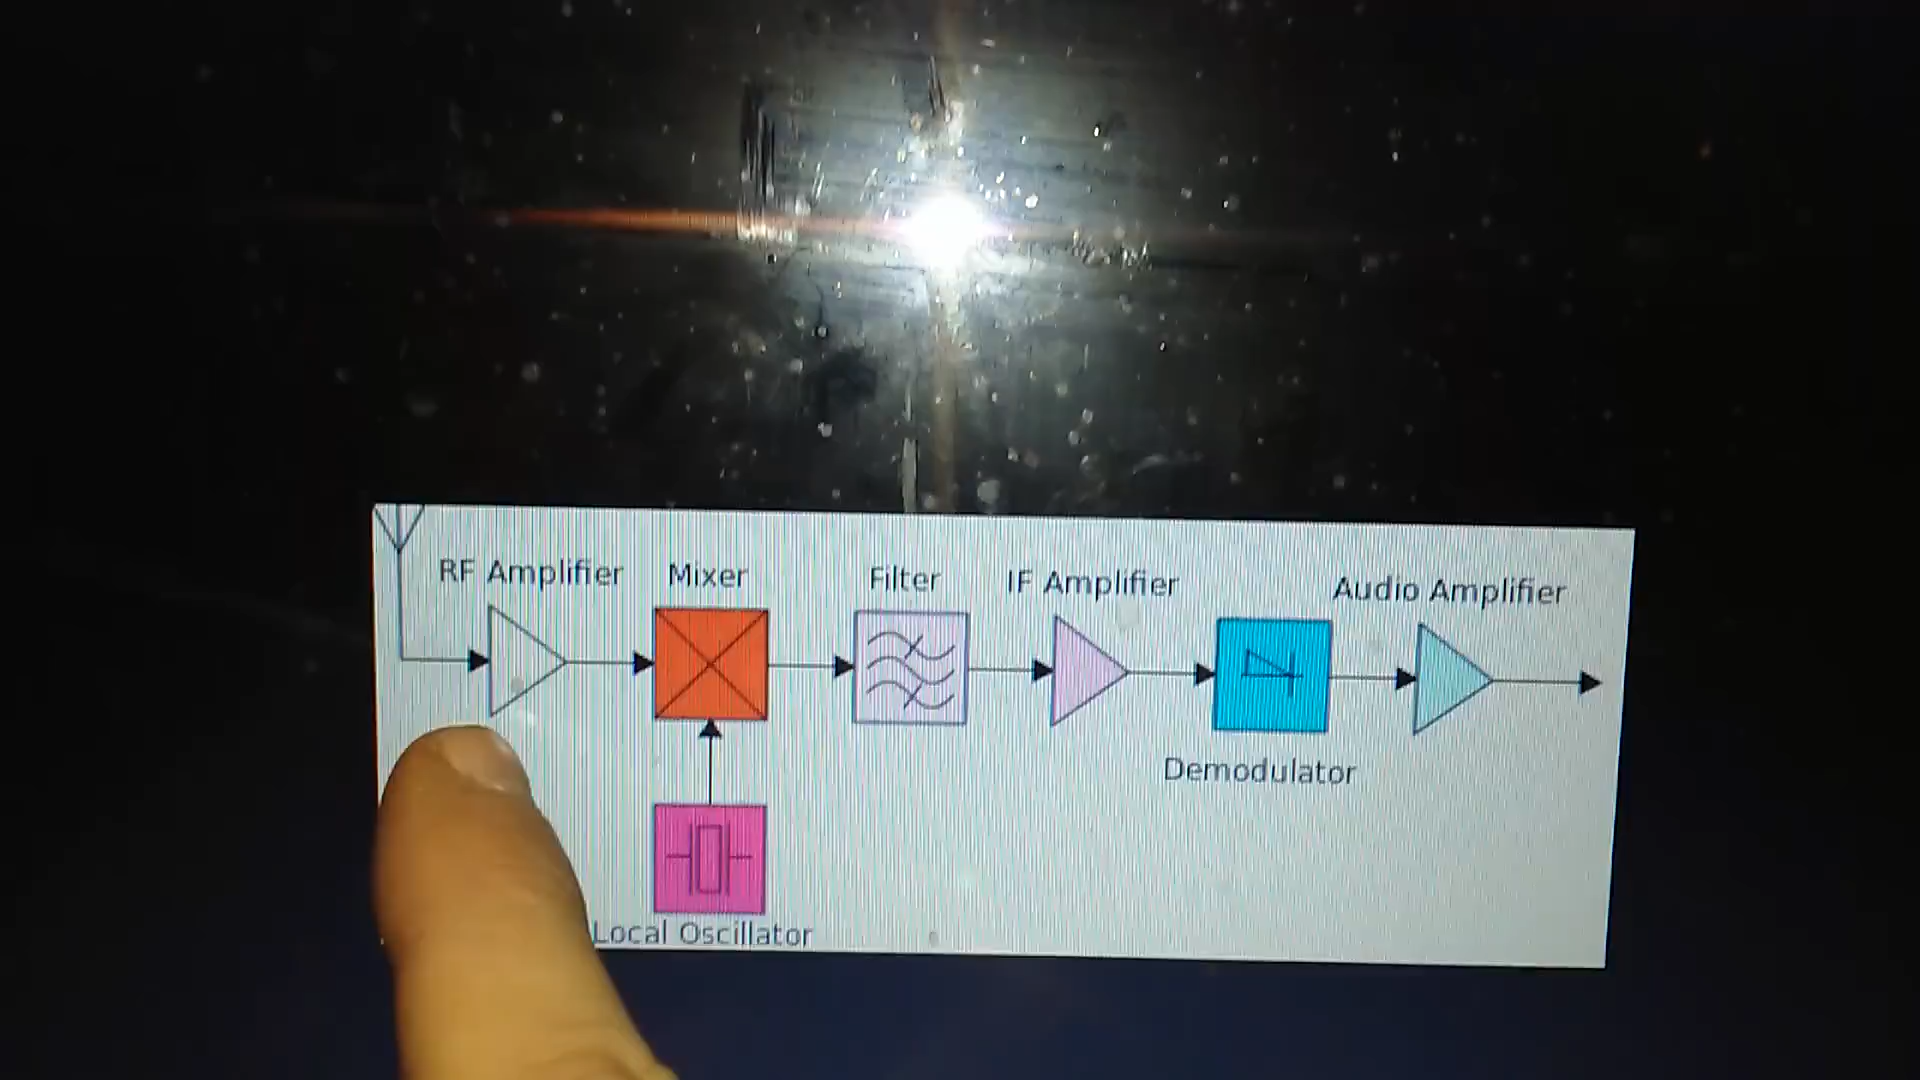 RF Amplifier
Mixer
Filter
IF Amplifier
Audio Amplifier
Demodulator
Local Oscillator